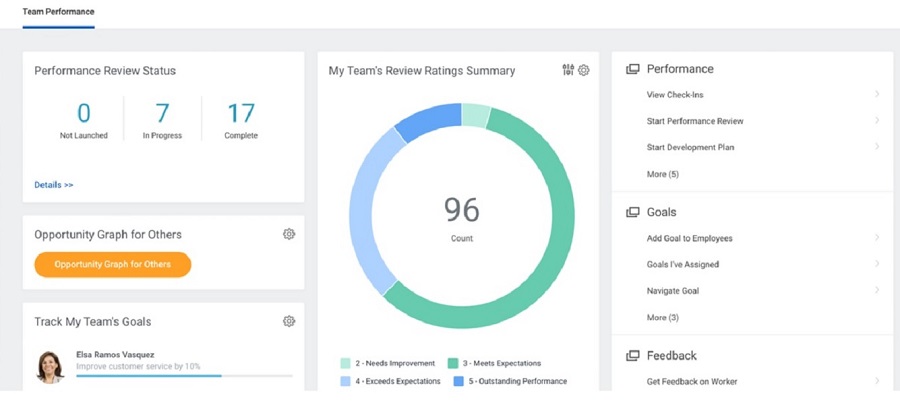 Team Performance
Performance Review Status
0
7
17
Not Launched
In Progress
Complete
Details >>
Opportunity Graph for Others
Opportunity Graph for Others
Track My Team's Goals
Elsa Ramos Vasquez
Improve customer service by 10%
My Team's Review Ratings Summary
96
Count
2 - Needs Improvement
3 - Meets Expectations
4 - Exceeds Expectations
5 - Outstanding Performance
Performance
View Check-Ins
Start Performance Review
Start Development Plan
More (5)
Goals
Add Goal to Employees
Goals I've Assigned
Navigate Goal
More (3)
Feedback
Get Feedback on Worker